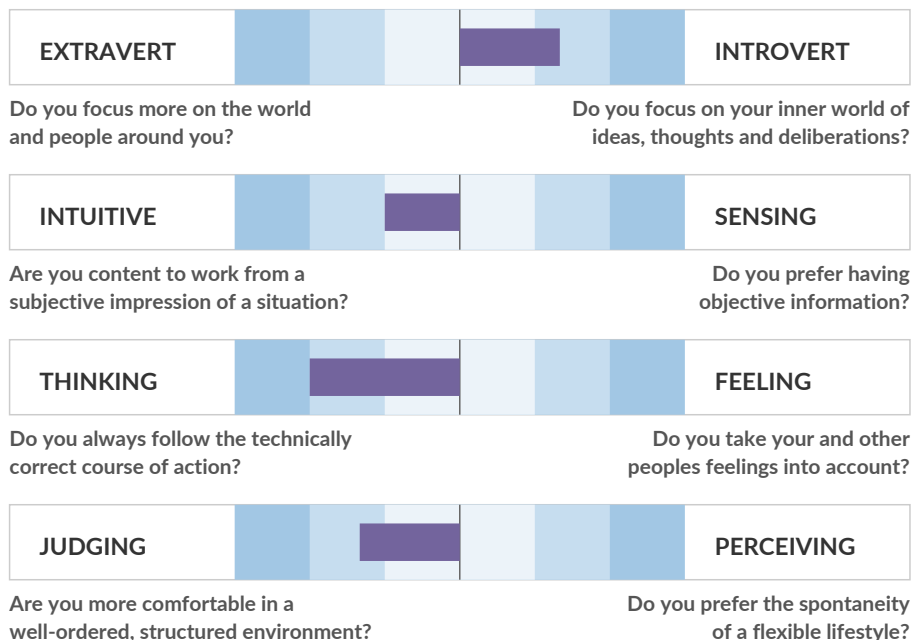 EXTRAVERT INTROVERT
Do you focus more on the world
and people around you?
Do you focus on your inner world of
ideas, thoughts and deliberations?
INTUITIVE SENSING
Are you content to work from a
subjective impression of a situation?
Do you prefer having
objective information?
THINKING FEELING
Do you always follow the technically
correct course of action?
Do you take your and other
peoples feelings into account?
JUDGING PERCEIVING
Are you more comfortable in a
well-ordered, structured environment?
Do you prefer the spontaneity
of a flexible lifestyle?